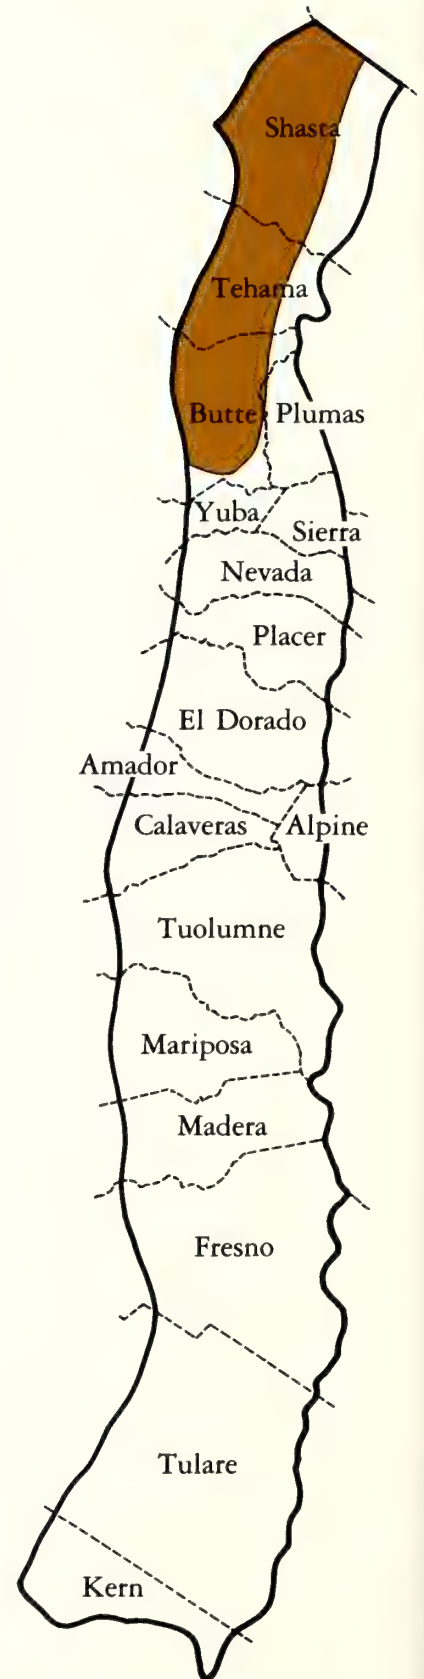 Shasta
Tehama
Butte Plumas
Yuba
Sierra
Nevada
Placer
El Dorado
Amador
Calaveras Alpine
Tuolumne
Mariposa
Madera
Fresno
Tulare
Kern